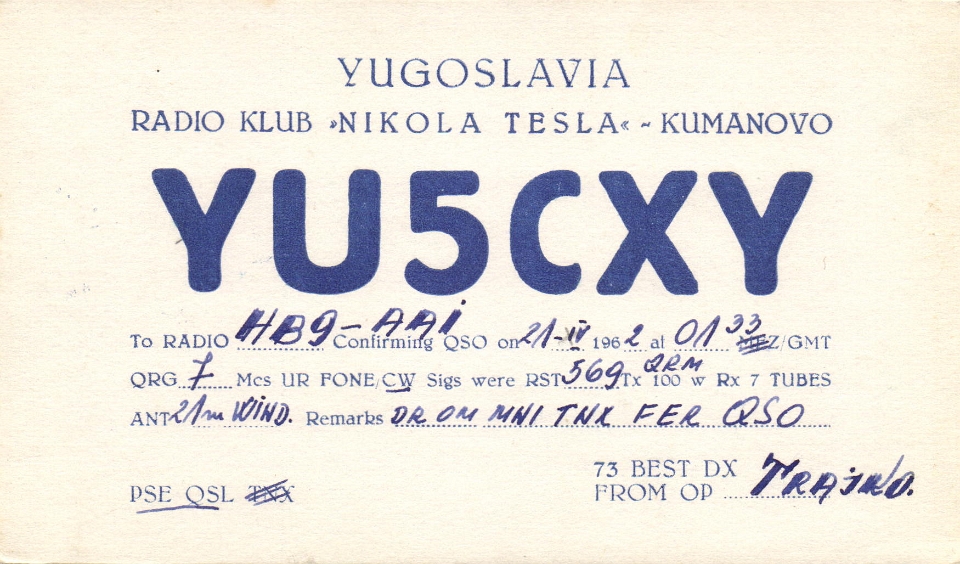 YUGOSLAVIA
RADIO KLUB »NIKOLA TESLA« - KUMANOVO
YU5CXY
To RADIO HB9-AAi Confirming QSO on 21-IV 1962 at 01 33 MEZ/GMT
QRG 7 Mcs UR FONE/CW Sigs were RST 569 QRM Tx 100 w Rx 7 TUBES
ANT 21m WiND. Remarks DR OM MNI TNX FER QSO
PSE QSL TNX
73 BEST DX
FROM OP TRAJKO.